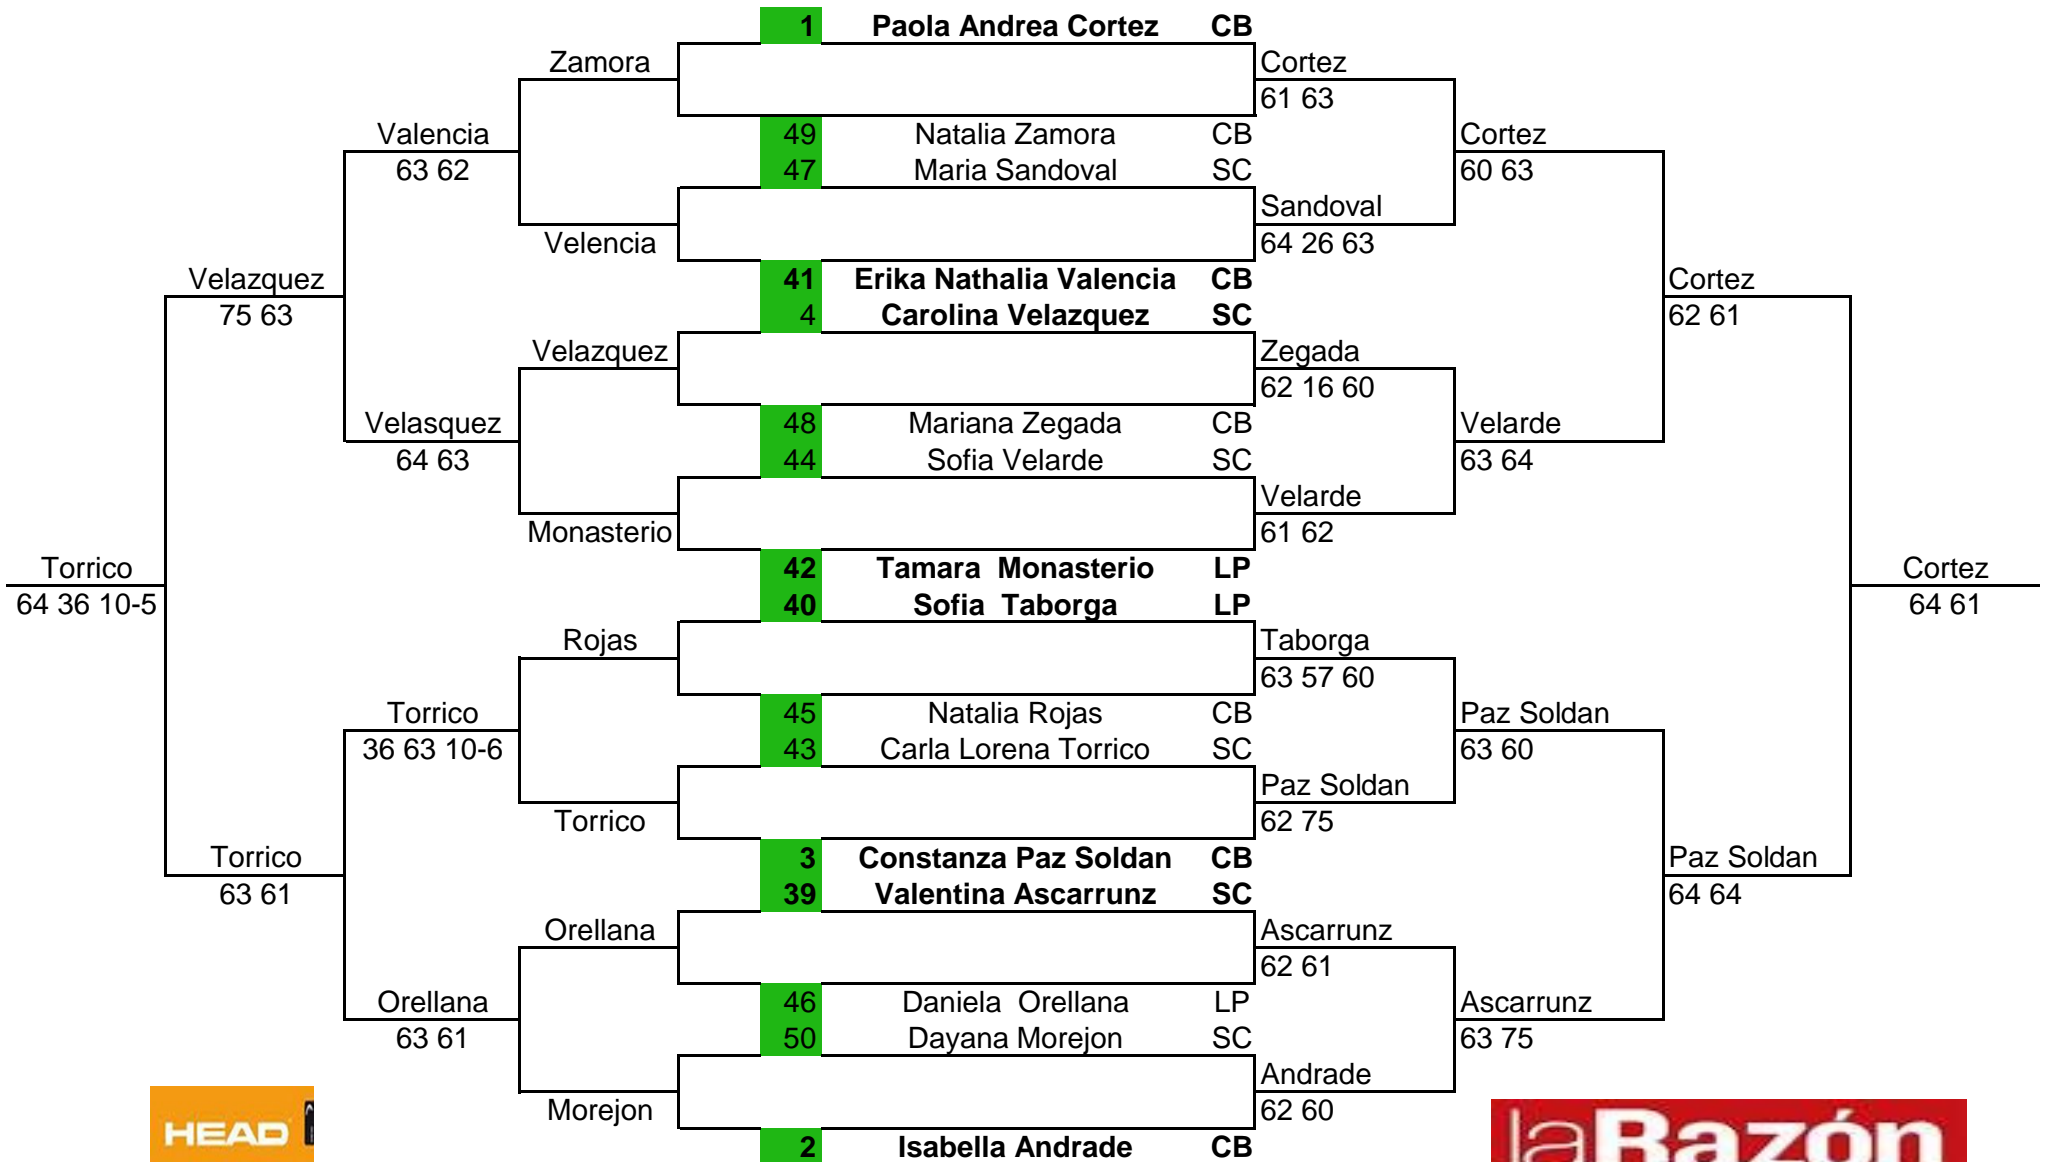 1 Paola Andrea Cortez CB
Zamora Cortez
61 63
Valencia 49 Natalia Zamora CB Cortez
63 62 47 Maria Sandoval SC 60 63
Sandoval
Velencia 64 26 63
Velazquez 41 Erika Nathalia Valencia CB Cortez
75 63 4 Carolina Velazquez SC 62 61
Velazquez Zegada
62 16 60
Velasquez 48 Mariana Zegada CB Velarde
64 63 44 Sofia Velarde SC 63 64
Velarde
Monasterio 61 62
Torrico 42 Tamara Monasterio LP Cortez
64 36 10-5 40 Sofia Taborga LP 64 61
Rojas Taborga
63 57 60
Torrico 45 Natalia Rojas CB Paz Soldan
36 63 10-6 43 Carla Lorena Torrico SC 63 60
Paz Soldan
Torrico 62 75
Torrico 3 Constanza Paz Soldan CB Paz Soldan
63 61 39 Valentina Ascarrunz SC 64 64
Orellana Ascarrunz
62 61
Orellana 46 Daniela Orellana LP Ascarrunz
63 61 50 Dayana Morejon SC 63 75
Andrade
Morejon 62 60
HEAD 2 Isabella Andrade CB laRazón